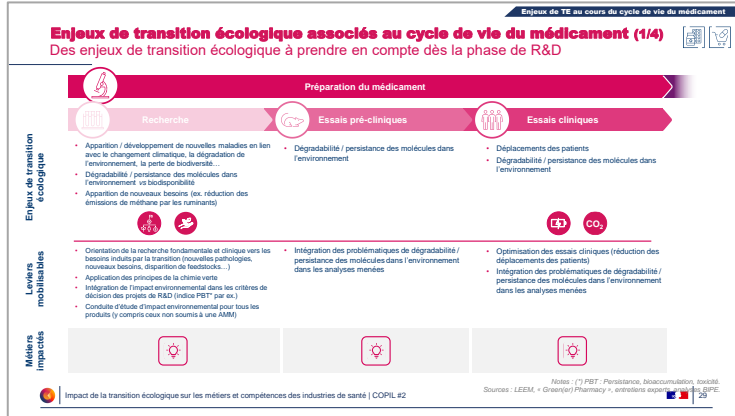 Enjeux de TE au cours du cycle de vie du médicament
Enjeux de transition écologique associés au cycle de vie du médicament (1/4)
Des enjeux de transition écologique à prendre en compte dès la phase de R&D
Préparation du médicament
Recherche
Essais pré-cliniques
Essais cliniques
Enjeux de transition
écologique
• Apparition / développement de nouvelles maladies en lien
avec le changement climatique, la dégradation de
l'environnement, la perte de biodiversité…
• Dégradabilité / persistance des molécules dans
l'environnement vs biodisponibilité
• Apparition de nouveaux besoins (ex. réduction des
émissions de méthane par les ruminants)
• Dégradabilité / persistance des molécules dans
l'environnement
• Déplacements des patients
• Dégradabilité / persistance des molécules dans
l'environnement
CO₂
Leviers
mobilisables
• Orientation de la recherche fondamentale et clinique vers les
besoins induits par la transition (nouvelles pathologies,
nouveaux besoins, disparition de feedstocks…)
• Application des principes de la chimie verte
• Intégration de l'impact environnemental dans les critères de
décision des projets de R&D (indice PBT* par ex.)
• Conduite d'étude d'impact environnemental pour tous les
produits (y compris ceux non soumis à une AMM)
• Intégration des problématiques de dégradabilité /
persistance des molécules dans l'environnement
dans les analyses menées
• Optimisation des essais cliniques (réduction des
déplacements des patients)
• Intégration des problématiques de dégradabilité /
persistance des molécules dans l'environnement
dans les analyses menées
Métiers
impactés
Notes : (*) PBT : Persistance, bioaccumulation, toxicité.
Sources : LEEM, « Green(er) Pharmacy », entretiens experts, analyses BIPE.
Impact de la transition écologique sur les métiers et compétences des industries de santé | COPIL #2
29